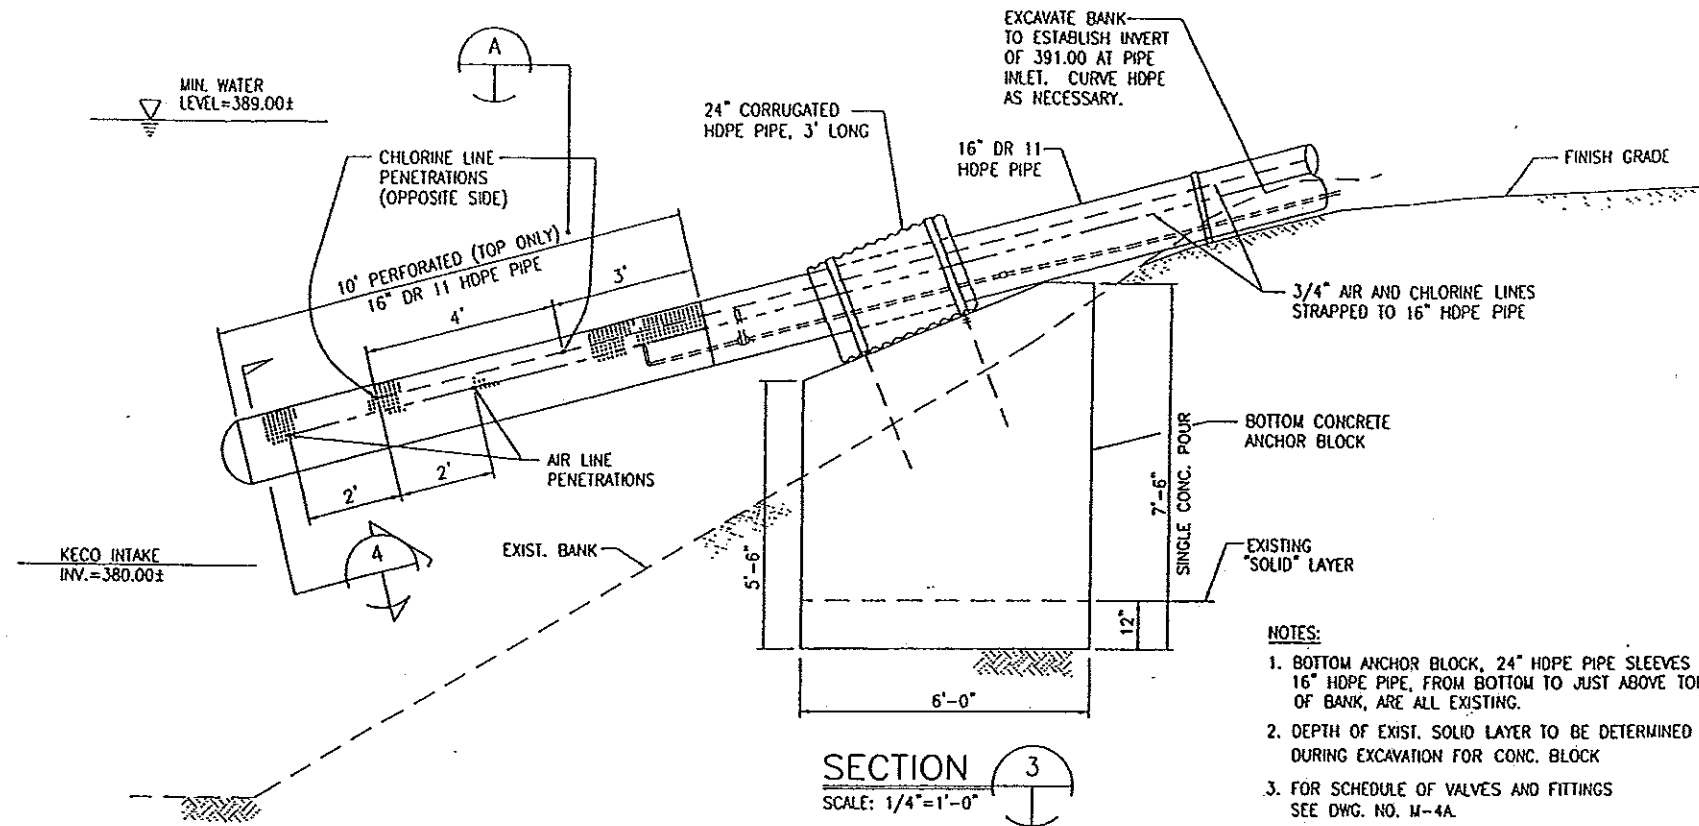 A
MIN. WATER
LEVEL=389.00±
CHLORINE LINE
PENETRATIONS
(OPPOSITE SIDE)
24" CORRUGATED
HDPE PIPE, 3' LONG
EXCAVATE BANK
TO ESTABLISH INVERT
OF 391.00 AT PIPE
INLET. CURVE HDPE
AS NECESSARY.
16" DR 11
HDPE PIPE
FINISH GRADE
10' PERFORATED (TOP ONLY)
16" DR 11 HDPE PIPE
4'
3'
3/4" AIR AND CHLORINE LINES
STRAPPED TO 16" HDPE PIPE
AIR LINE
PENETRATIONS
2'
2'
BOTTOM CONCRETE
ANCHOR BLOCK
7'-6"
SINGLE CONC. POUR
4
KECO INTAKE
INV.=380.00±
EXIST. BANK
5'-6"
EXISTING
"SOLID" LAYER
12"
6'-0"
SECTION 3
SCALE: 1/4"=1'-0"
NOTES:
1. BOTTOM ANCHOR BLOCK, 24" HDPE PIPE SLEEVES
16" HDPE PIPE, FROM BOTTOM TO JUST ABOVE
OF BANK, ARE ALL EXISTING.
2. DEPTH OF EXIST. SOLID LAYER TO BE DETERMINED
DURING EXCAVATION FOR CONC. BLOCK
3. FOR SCHEDULE OF VALVES AND FITTINGS
SEE DWG. NO. M-4A.